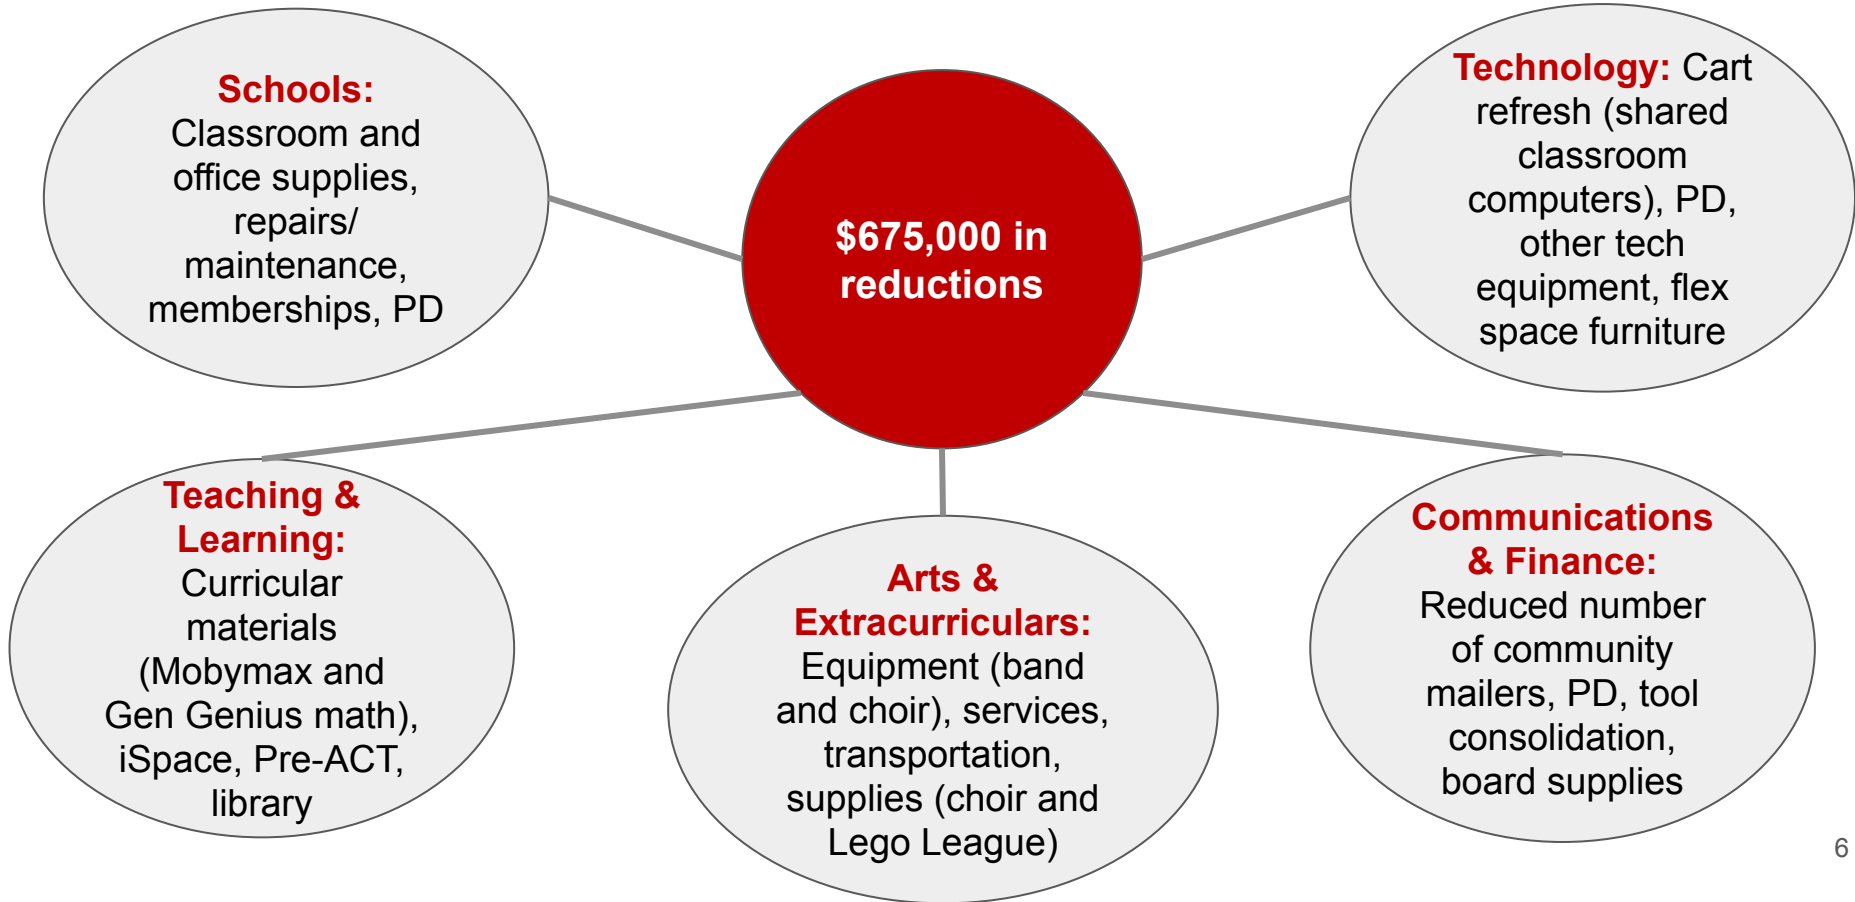 Schools:
Classroom and
office supplies,
repairs/
maintenance,
memberships, PD
$675,000 in
reductions
Technology: Cart
refresh (shared
classroom
computers), PD,
other tech
equipment, flex
space furniture
Teaching &
Learning:
Curricular
materials
(Mobymax and
Gen Genius math),
iSpace, Pre-ACT,
library
Arts &
Extracurriculars:
Equipment (band
and choir), services,
transportation,
supplies (choir and
Lego League)
Communications
& Finance:
Reduced number
of community
mailers, PD, tool
consolidation,
board supplies
6